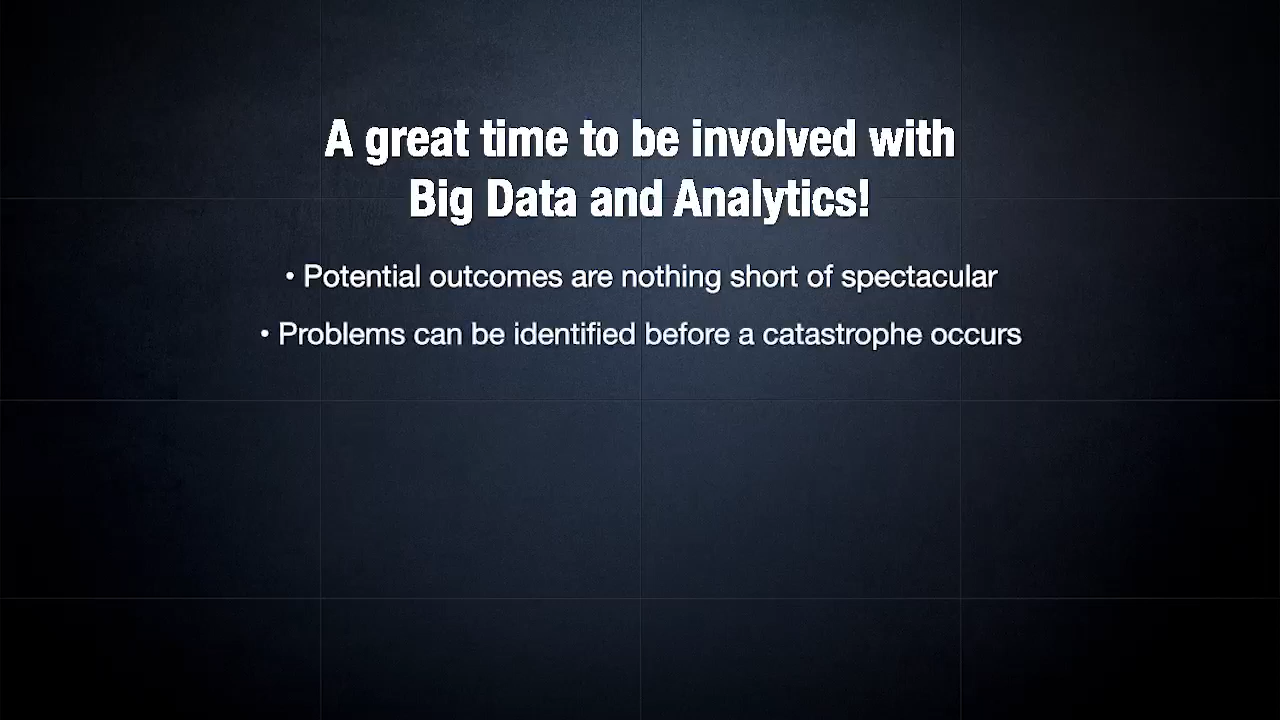 A great time to be involved with
Big Data and Analytics!
• Potential outcomes are nothing short of spectacular
• Problems can be identified before a catastrophe occurs